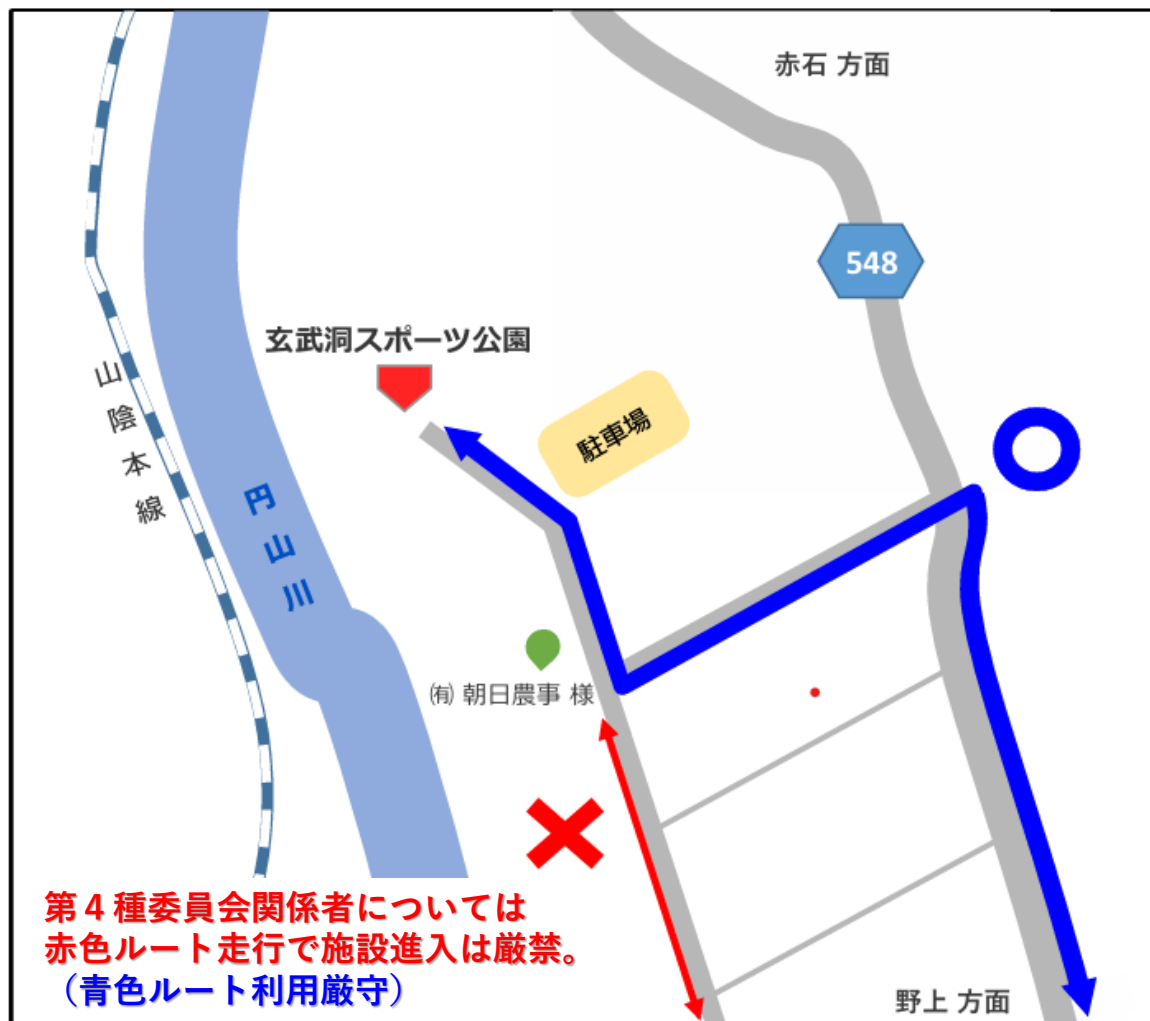 赤石 方面
548
玄武洞スポーツ公園
駐車場
山陰本線
円山川
㈲ 朝日農事 様
第４種委員会関係者については
赤色ルート走行で施設進入は厳禁。
（青色ルート利用厳守）
野上 方面